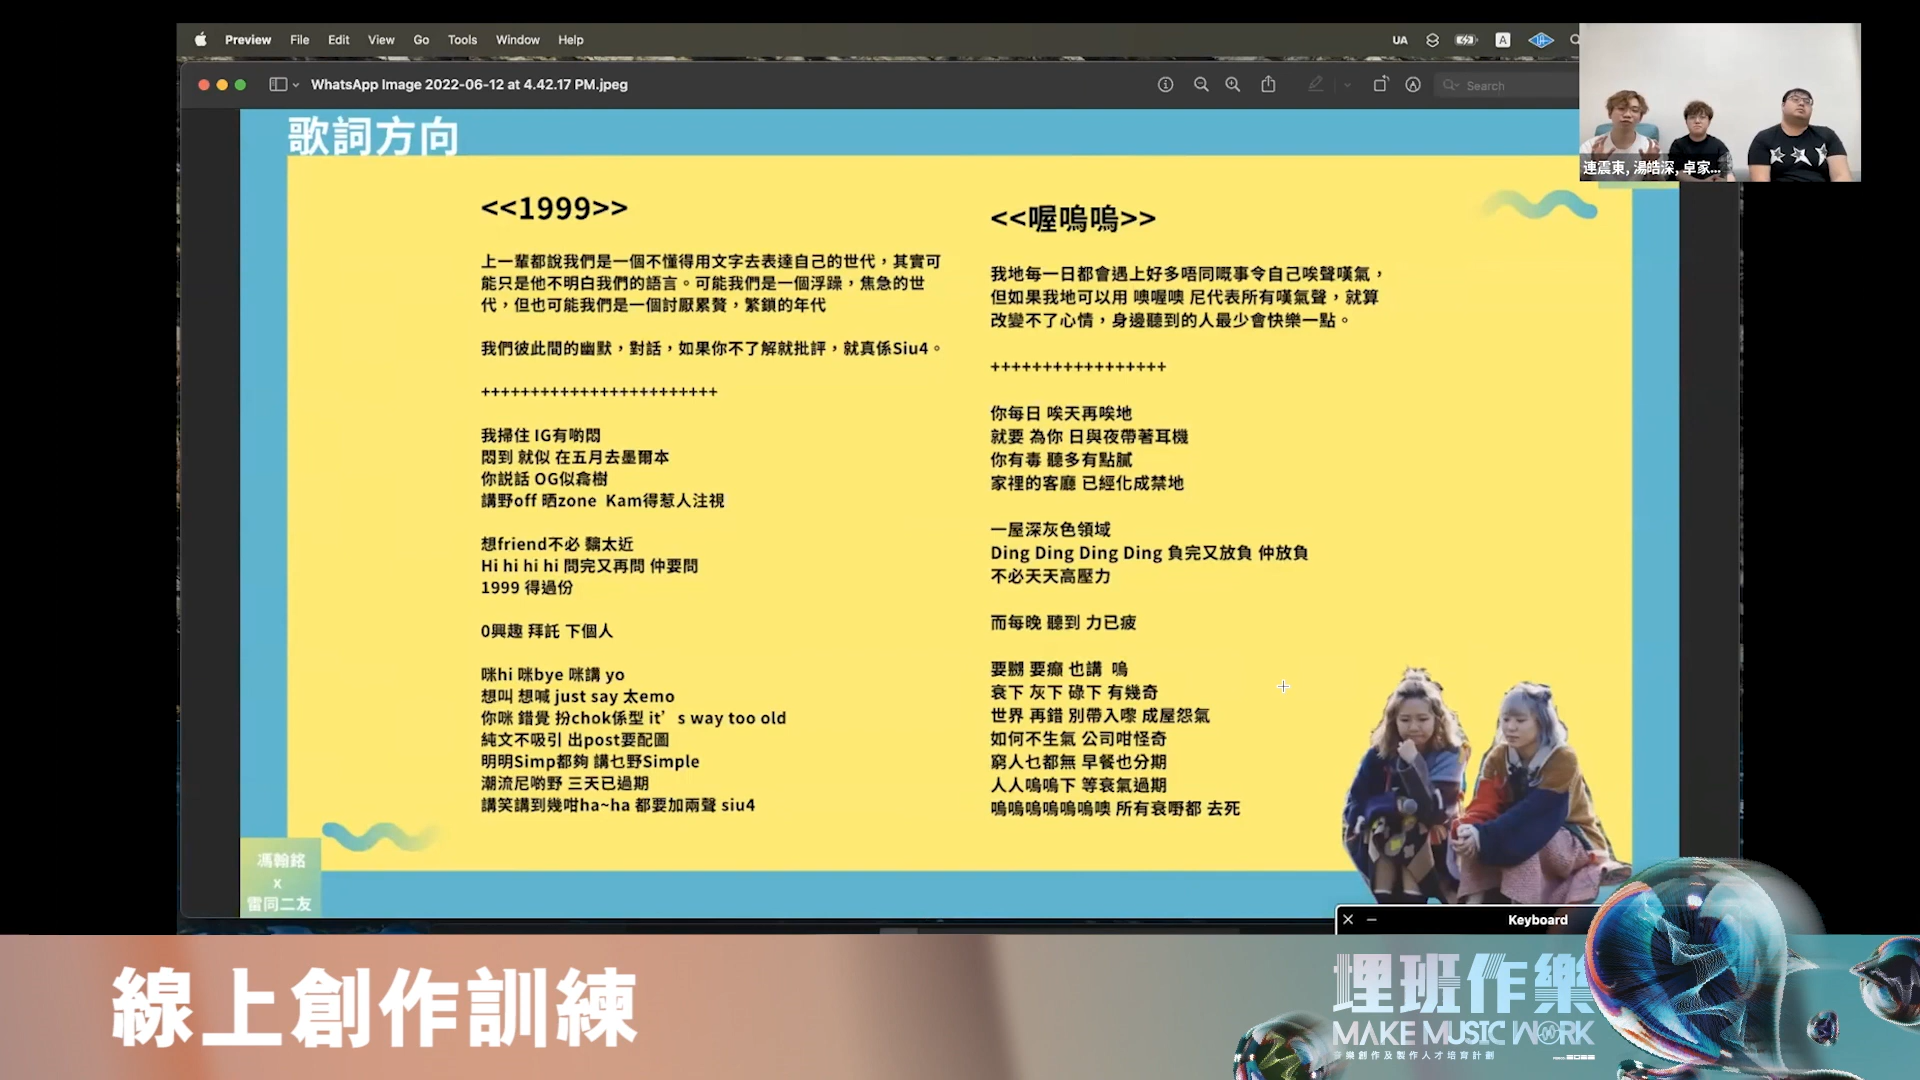 Preview File Edit View Go Tools Window Help
UA
A
WhatsApp Image 2022-06-12 at 4.42.17 PM.jpeg
Search
連震東, 湯皓深, 卓家...
歌詞方向
<<1999>>
上一輩都說我們是一個不懂得用文字去表達自己的世代，其實可
能只是他不明白我們的語言。可能我們是一個浮躁，焦急的世
代，但也可能我們是一個討厭累贅，繁鎖的年代
我們彼此間的幽默，對話，如果你不了解就批評，就真係Siu4。
++++++++++++++++++++++++
我掃住 IG有啲悶
悶到 就似 在五月去墨爾本
你説話 OG似龕樹
講野off 晒zone Kam得惹人注視
想friend不必 黐太近
Hi hi hi hi 問完又再問 仲要問
1999 得過份
0興趣 拜託 下個人
咪hi 咪bye 咪講 yo
想叫 想喊 just say 太emo
你咪 錯覺 扮chok係型 it’s way too old
純文不吸引 出post要配圖
明明Simp都夠 講乜野Simple
潮流尼啲野 三天已過期
講笑講到幾咁ha~ha 都要加兩聲 siu4
<<喔嗚嗚>>
我地每一日都會遇上好多唔同嘅事令自己唉聲嘆氣，
但如果我地可以用 噢喔噢 尼代表所有嘆氣聲，就算
改變不了心情，身邊聽到的人最少會快樂一點。
+++++++++++++++++
你每日 唉天再唉地
就要 為你 日與夜帶著耳機
你有毒 聽多有點膩
家裡的客廳 已經化成禁地
一屋深灰色領域
Ding Ding Ding Ding 負完又放負 仲放負
不必天天高壓力
而每晚 聽到 力已疲
要嬲 要癲 也講 嗚
衰下 灰下 碌下 有幾奇
世界 再錯 別帶入嚟 成屋怨氣
如何不生氣 公司咁怪奇
窮人乜都無 早餐也分期
人人嗚嗚下 等衰氣過期
嗚嗚嗚嗚嗚嗚噢 所有衰嘢都 去死
馮翰銘
x
雷同二友
Keyboard
線上創作訓練
埋班作樂
MAKE MUSIC WORK
音樂創作及製作人才培育計劃